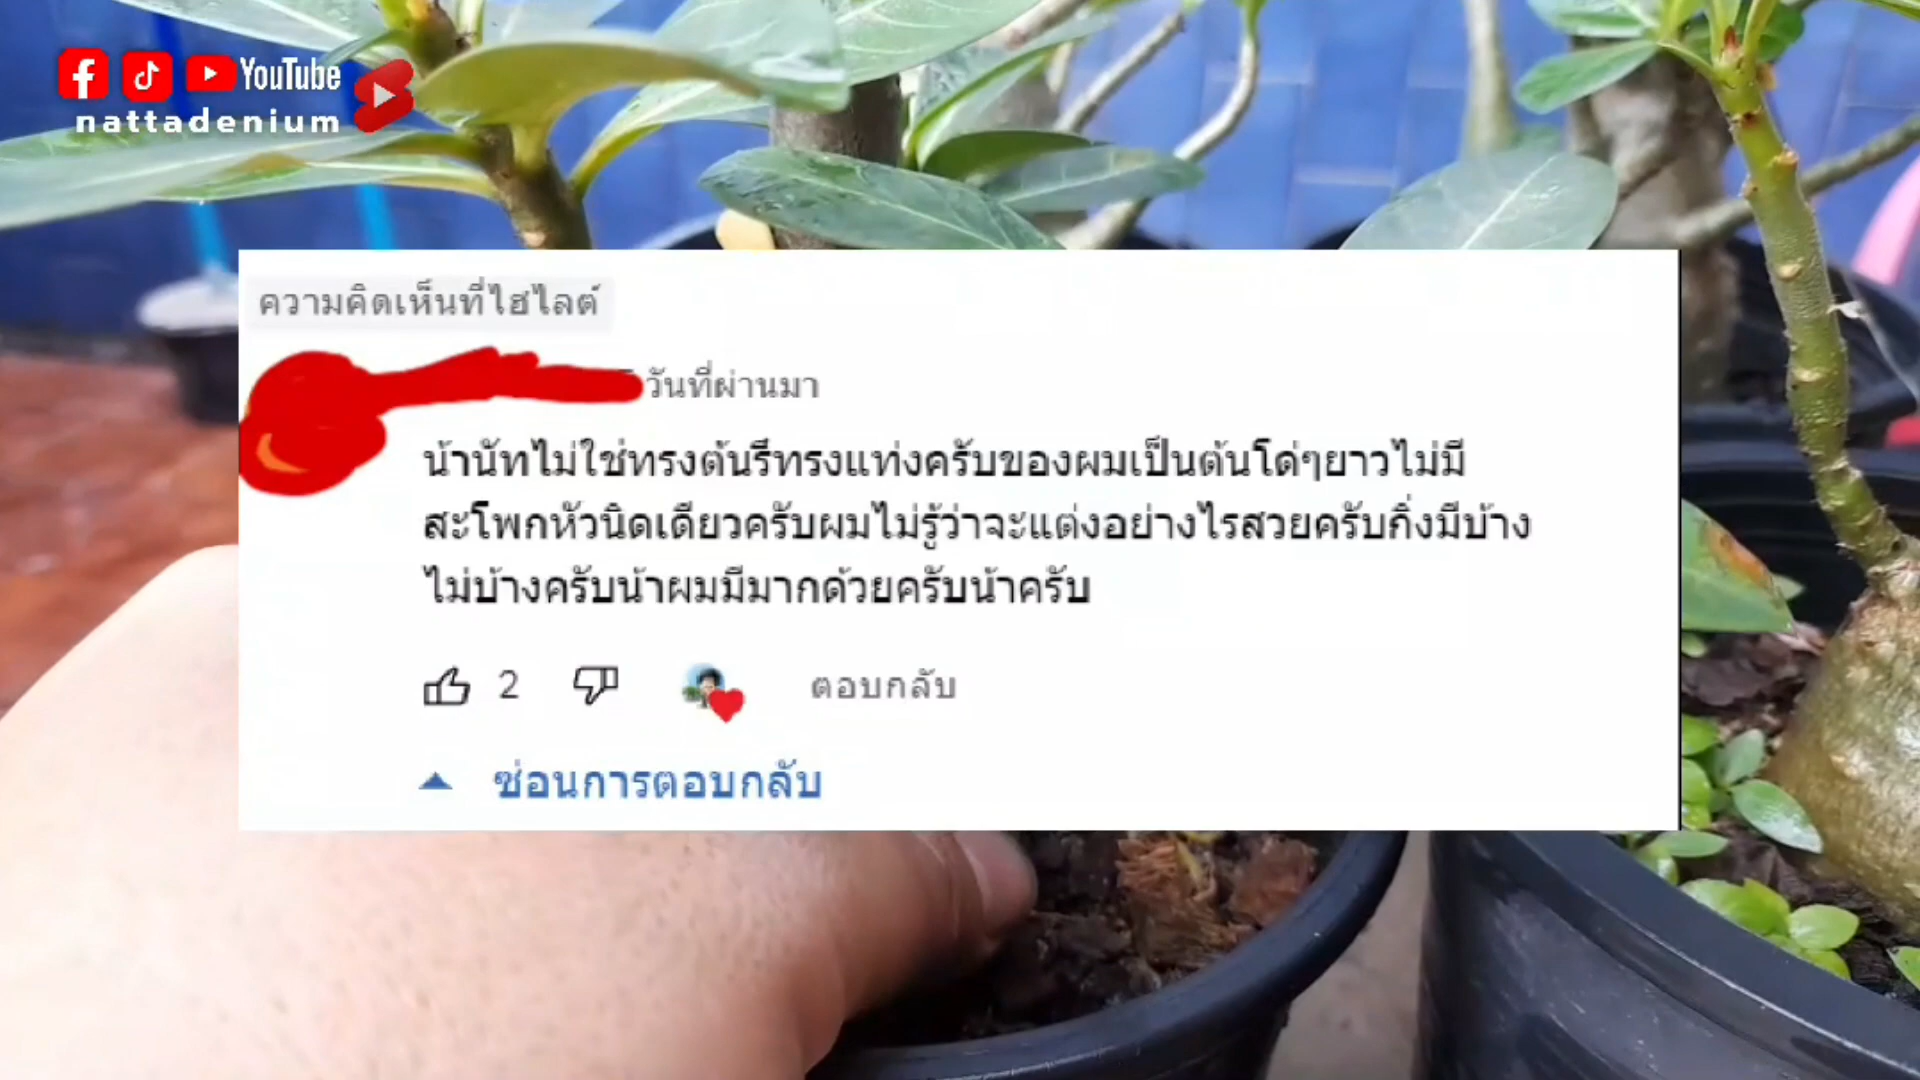 YouTube
nattadenium
ความคิดเห็นที่ไฮไลต์
วันที่ผ่านมา
น้านัทไม่ใช่ทรงต้นรึทรงแท่งครับของผมเป็นต้นโด่ๆยาวไม่มี
สะโพกหัวนิดเดียวครับผมไม่รู้ว่าจะแต่งอย่างไรสวยครับกิ่งมีบ้าง
ไม่บ้างครับน้าผมมีมากด้วยครับน้าครับ
2
ตอบกลับ
ซ่อนการตอบกลับ